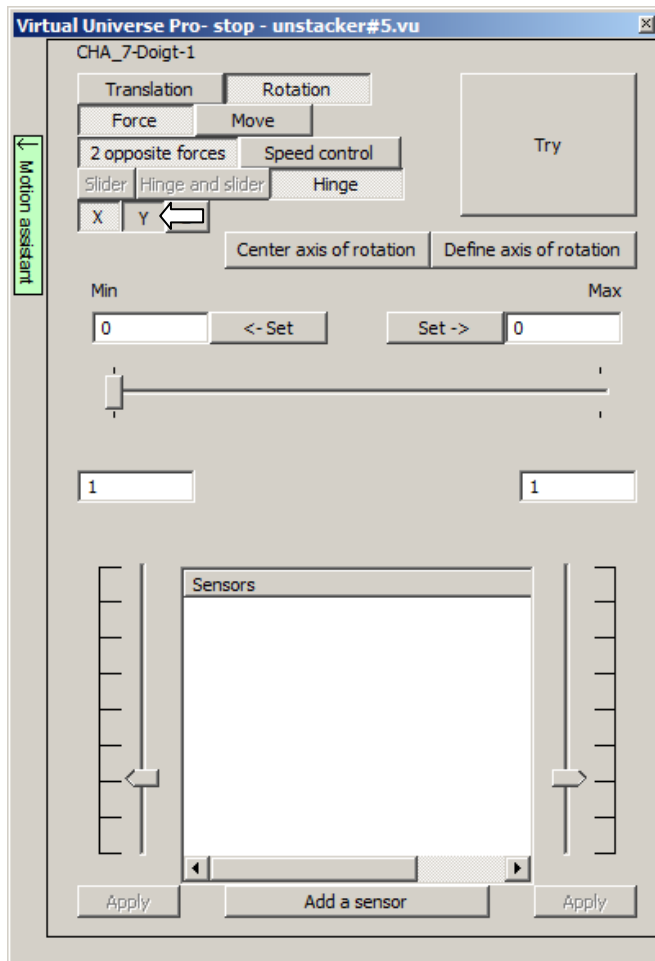 Virtual Universe Pro- stop - unstacker#5.vu
CHA_7-Doigt-1
Translation Rotation
Force Move
2 opposite forces Speed control
Try
Slider Hinge and slider Hinge
X Y
Center axis of rotation Define axis of rotation
Motion assistant
Min Max
0 <- Set Set -> 0
1 1
Sensors
Apply Add a sensor Apply